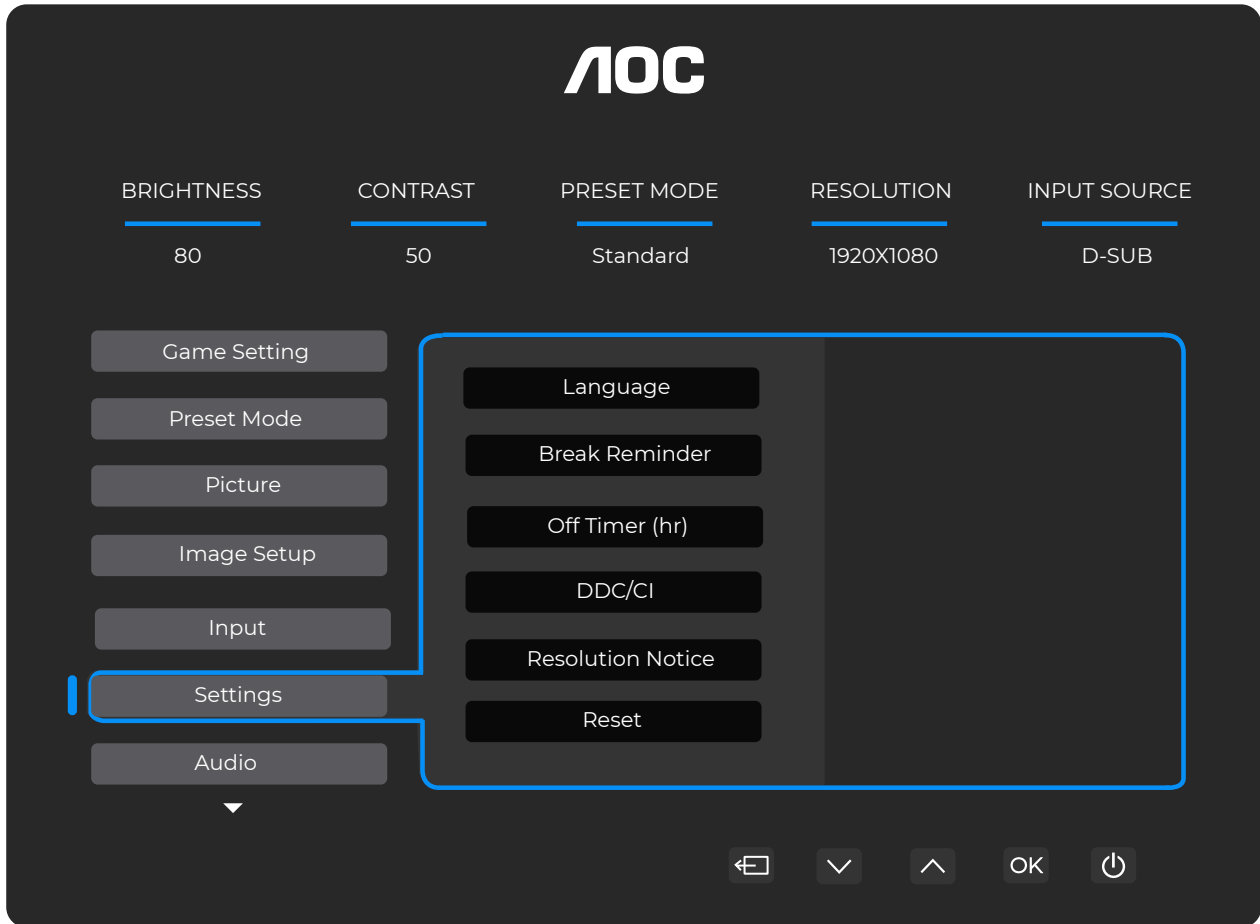 AOC
BRIGHTNESS CONTRAST PRESET MODE RESOLUTION INPUT SOURCE
80 50 Standard 1920X1080 D-SUB
Game Setting
Preset Mode
Picture
Image Setup
Input
Settings
Audio
Language
Break Reminder
Off Timer (hr)
DDC/CI
Resolution Notice
Reset
OK